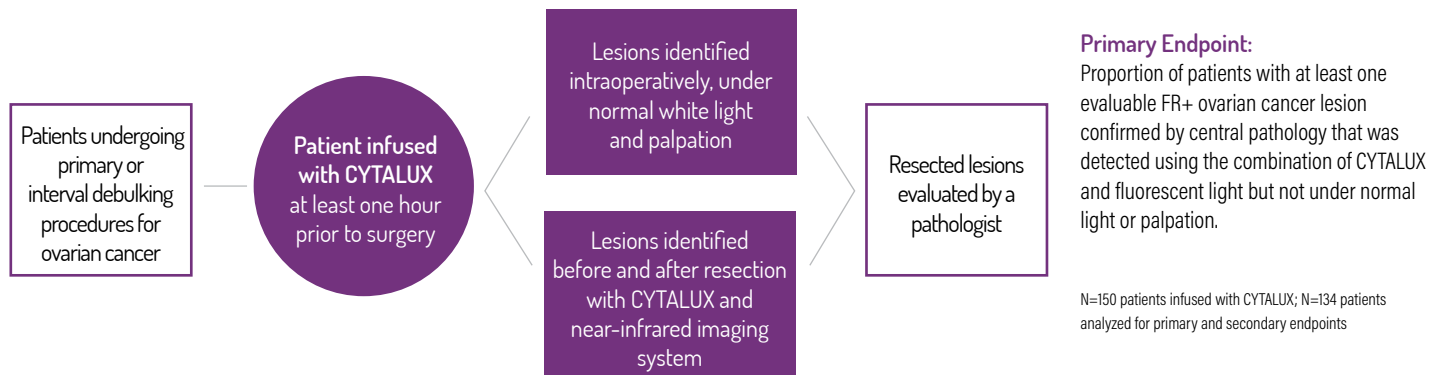 Patients undergoing
primary or
interval debulking
procedures for
ovarian cancer
Patient infused
with CYTALUX
at least one hour
prior to surgery
Lesions identified
intraoperatively, under
normal white light
and palpation
Lesions identified
before and after resection
with CYTALUX and
near-infrared imaging
system
Resected lesions
evaluated by a
pathologist
Primary Endpoint:
Proportion of patients with at least one
evaluable FR+ ovarian cancer lesion
confirmed by central pathology that was
detected using the combination of CYTALUX
and fluorescent light but not under normal
light or palpation.
N=150 patients infused with CYTALUX; N=134 patients
analyzed for primary and secondary endpoints